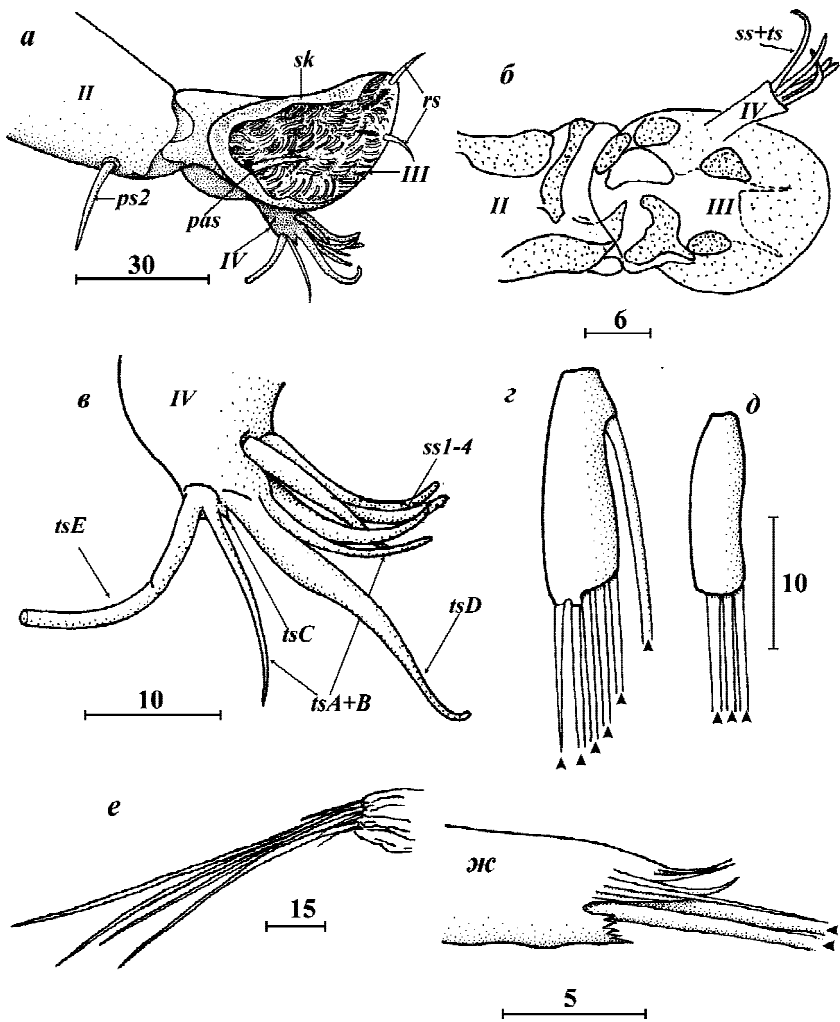 а
II
sk
rs
III
ps2
pas
IV
30
б
ss+ts
IV
II
III
6
в
IV
ss1-4
tsE
tsC
tsD
tsA+B
10
г
д
10
е
15
ж
5